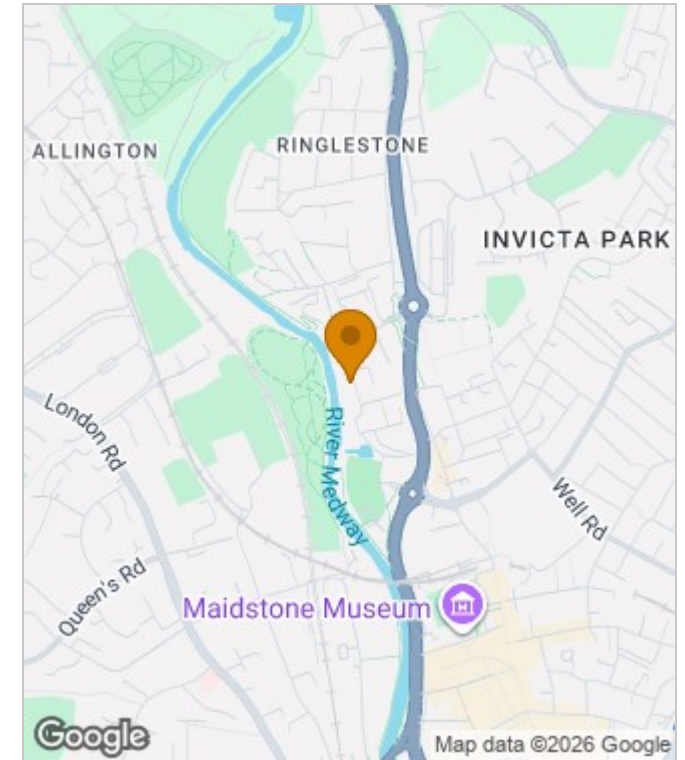 ALLINGTON
RINGLESTONE
INVICTA PARK
London Rd
River Medway
Well Rd
Queen's Rd
Maidstone Museum
Google
Map data ©2026 Google